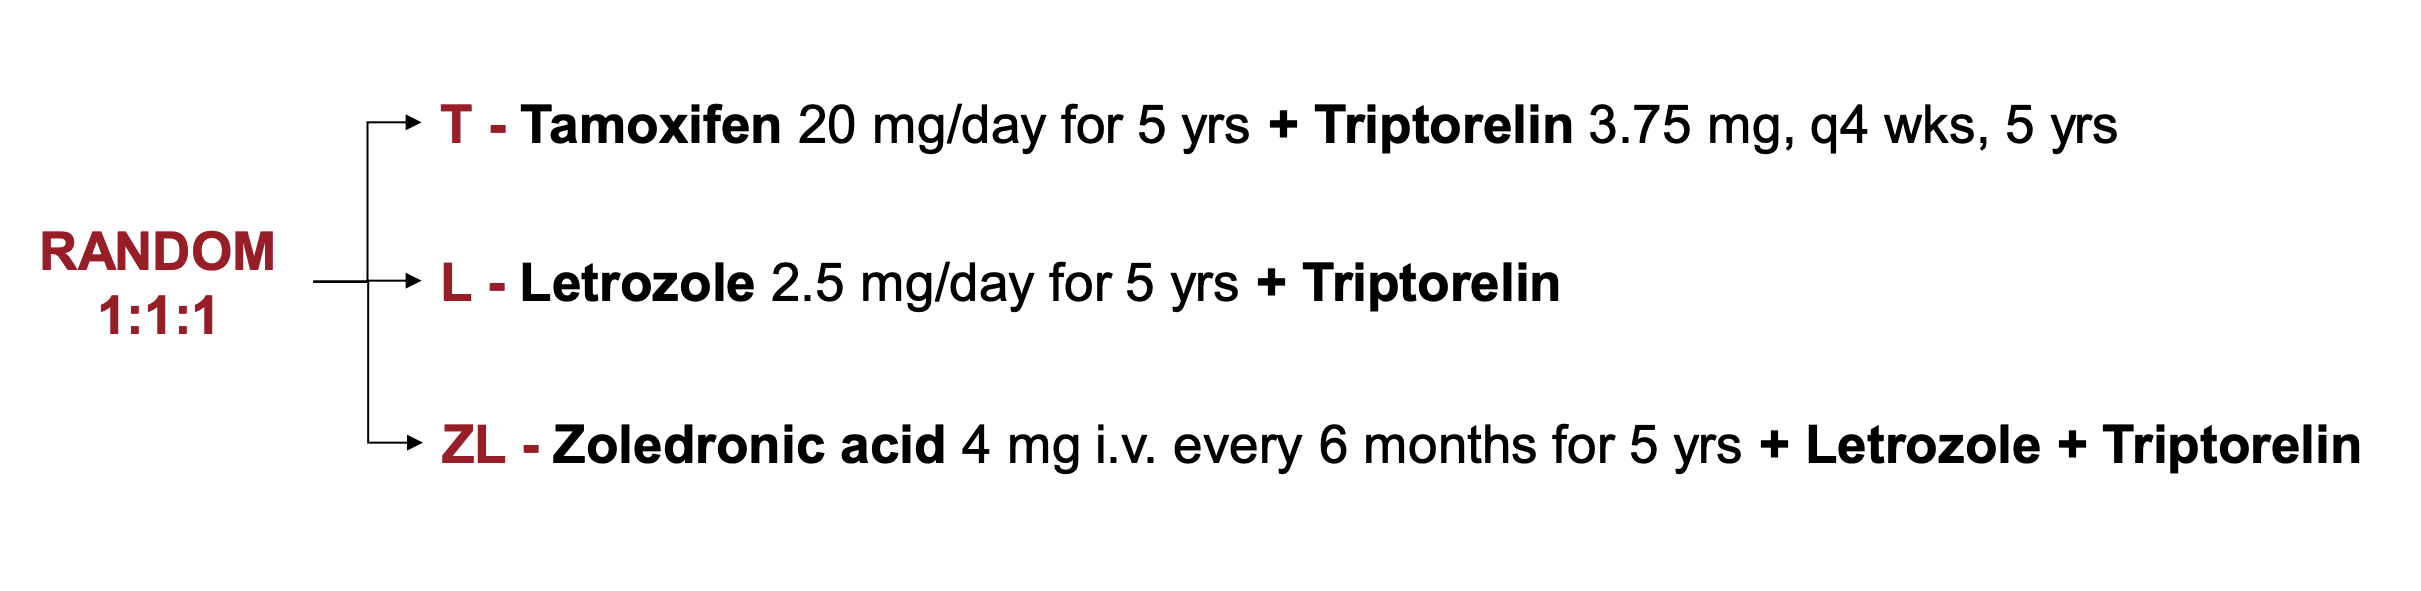 RANDOM
1:1:1
T - Tamoxifen 20 mg/day for 5 yrs + Triptorelin 3.75 mg, q4 wks, 5 yrs
L - Letrozole 2.5 mg/day for 5 yrs + Triptorelin
ZL - Zoledronic acid 4 mg i.v. every 6 months for 5 yrs + Letrozole + Triptorelin